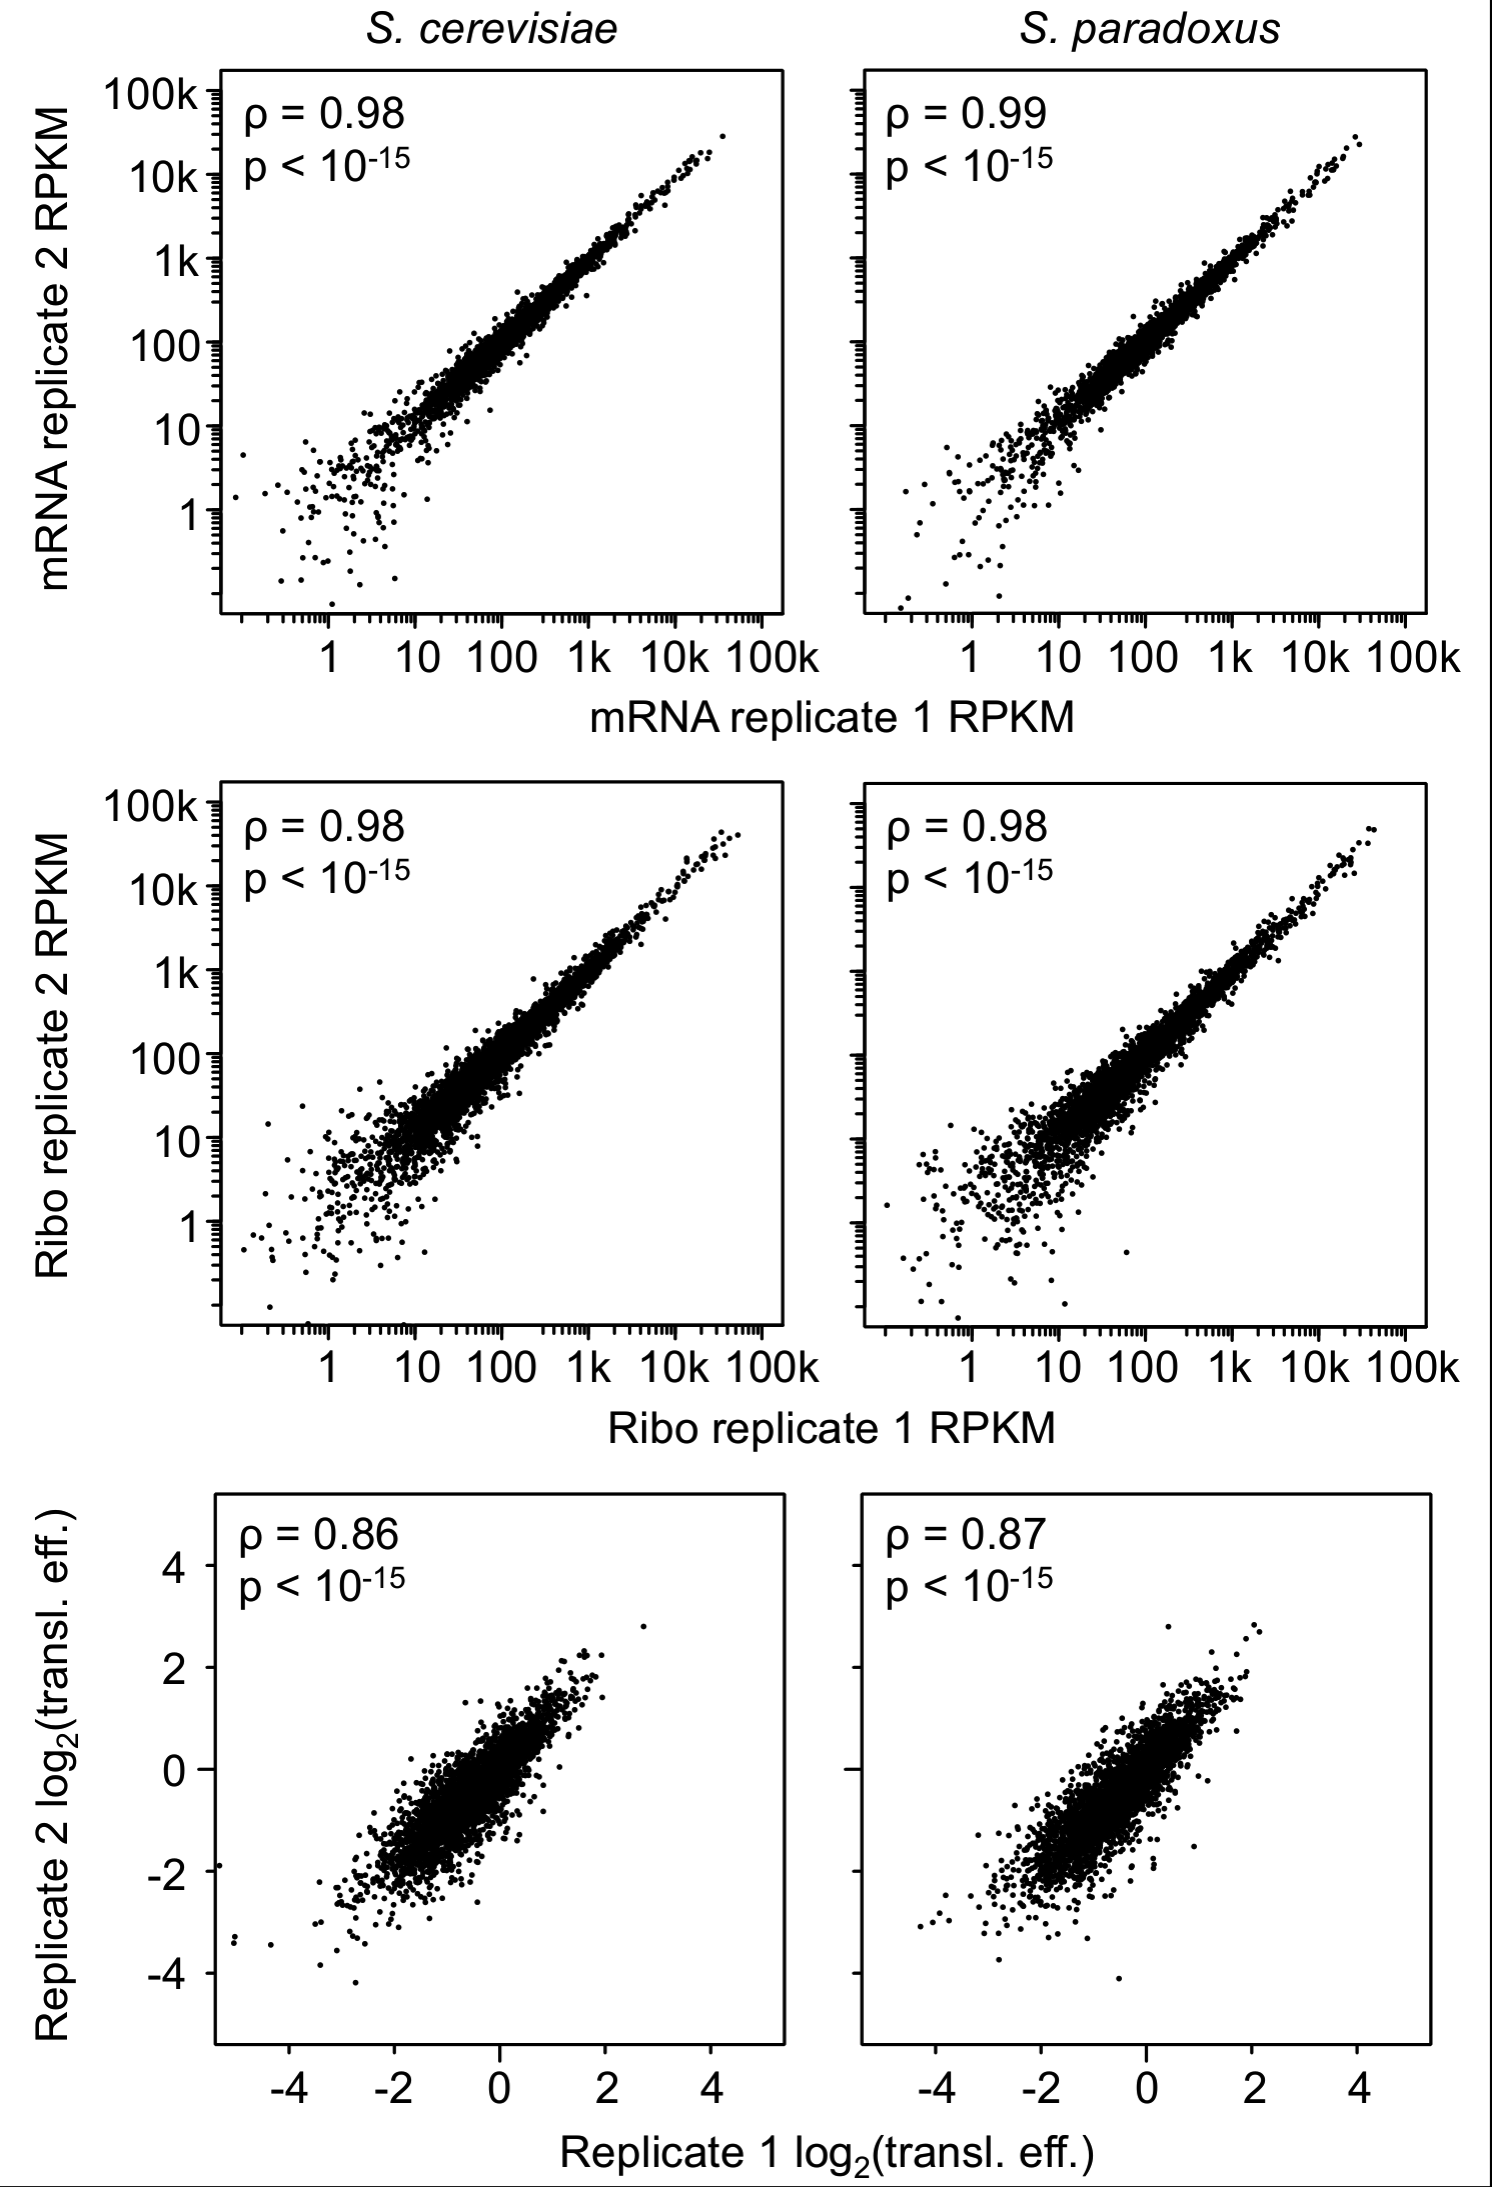 S. cerevisiae
S. paradoxus
mRNA replicate 2 RPKM
100k
10k
1k
100
10
1
ρ = 0.98
p < 10-15
ρ = 0.99
p < 10-15
1 10 100 1k 10k 100k
1 10 100 1k 10k 100k
mRNA replicate 1 RPKM
Ribo replicate 2 RPKM
100k
10k
1k
100
10
1
ρ = 0.98
p < 10-15
ρ = 0.98
p < 10-15
1 10 100 1k 10k 100k
1 10 100 1k 10k 100k
Ribo replicate 1 RPKM
Replicate 2 log2(transl. eff.)
4
2
0
-2
-4
ρ = 0.86
p < 10-15
ρ = 0.87
p < 10-15
-4 -2 0 2 4
-4 -2 0 2 4
Replicate 1 log2(transl. eff.)